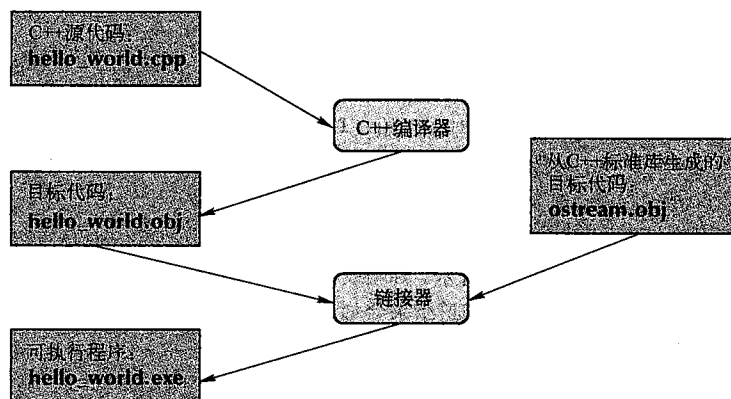 C++源代码：
hello_world.cpp
C++编译器
目标代码：
hello_world.obj
从C++标准库生成的
目标代码：
ostream.obj
链接器
可执行程序：
hello_world.exe